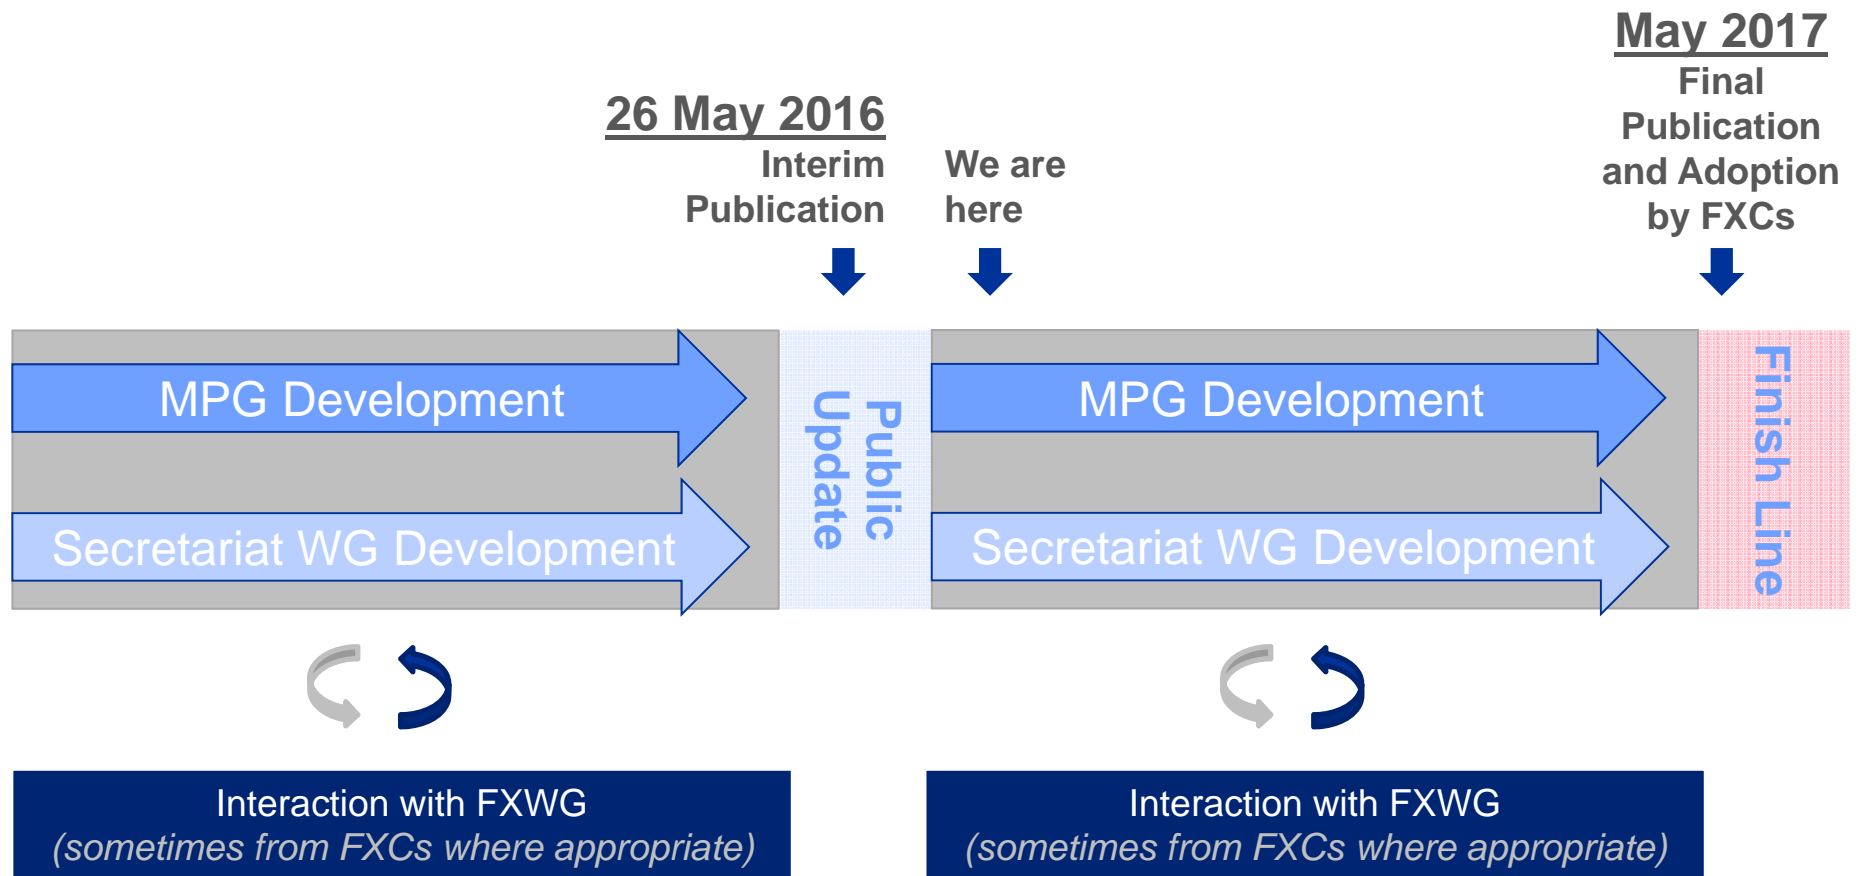 May 2017
Final
Publication
and Adoption
by FXCs
26 May 2016
Interim
Publication
We are
here
MPG Development
Secretariat WG Development
Public
Update
MPG Development
Secretariat WG Development
Finish Line
Interaction with FXWG
(sometimes from FXCs where appropriate)
Interaction with FXWG
(sometimes from FXCs where appropriate)